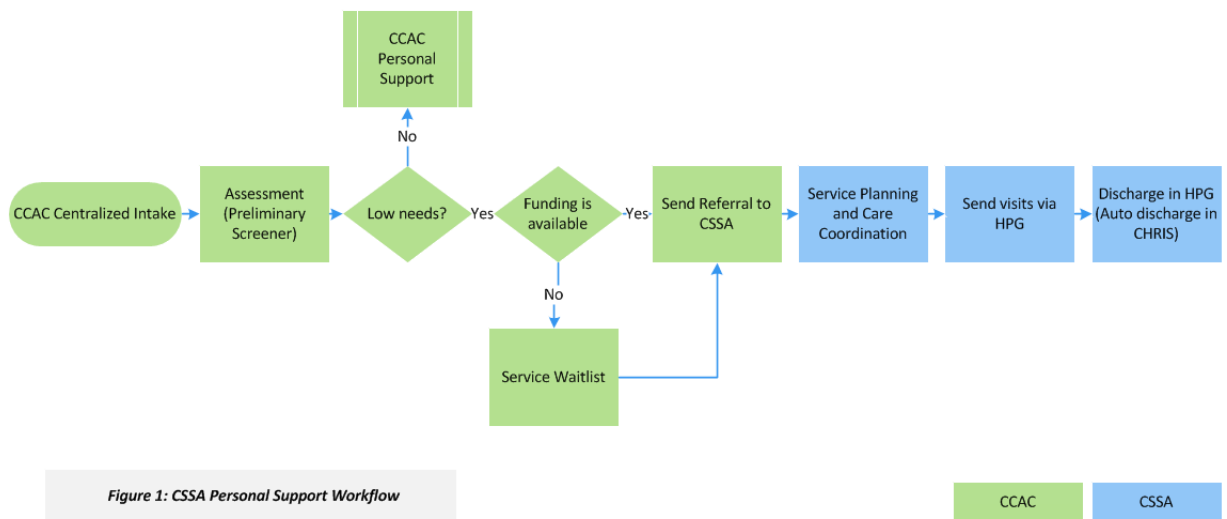 CCAC
Personal
Support
No
CCAC Centralized Intake
Assessment
(Preliminary
Screener)
Low needs?
Yes
Funding is
available
Yes
Send Referral to
CSSA
Service Planning
and Care
Coordination
Send visits via
HPG
Discharge in HPG
(Auto discharge in
CHRIS)
No
Service Waitlist
Figure 1: CSSA Personal Support Workflow
CCAC
CSSA